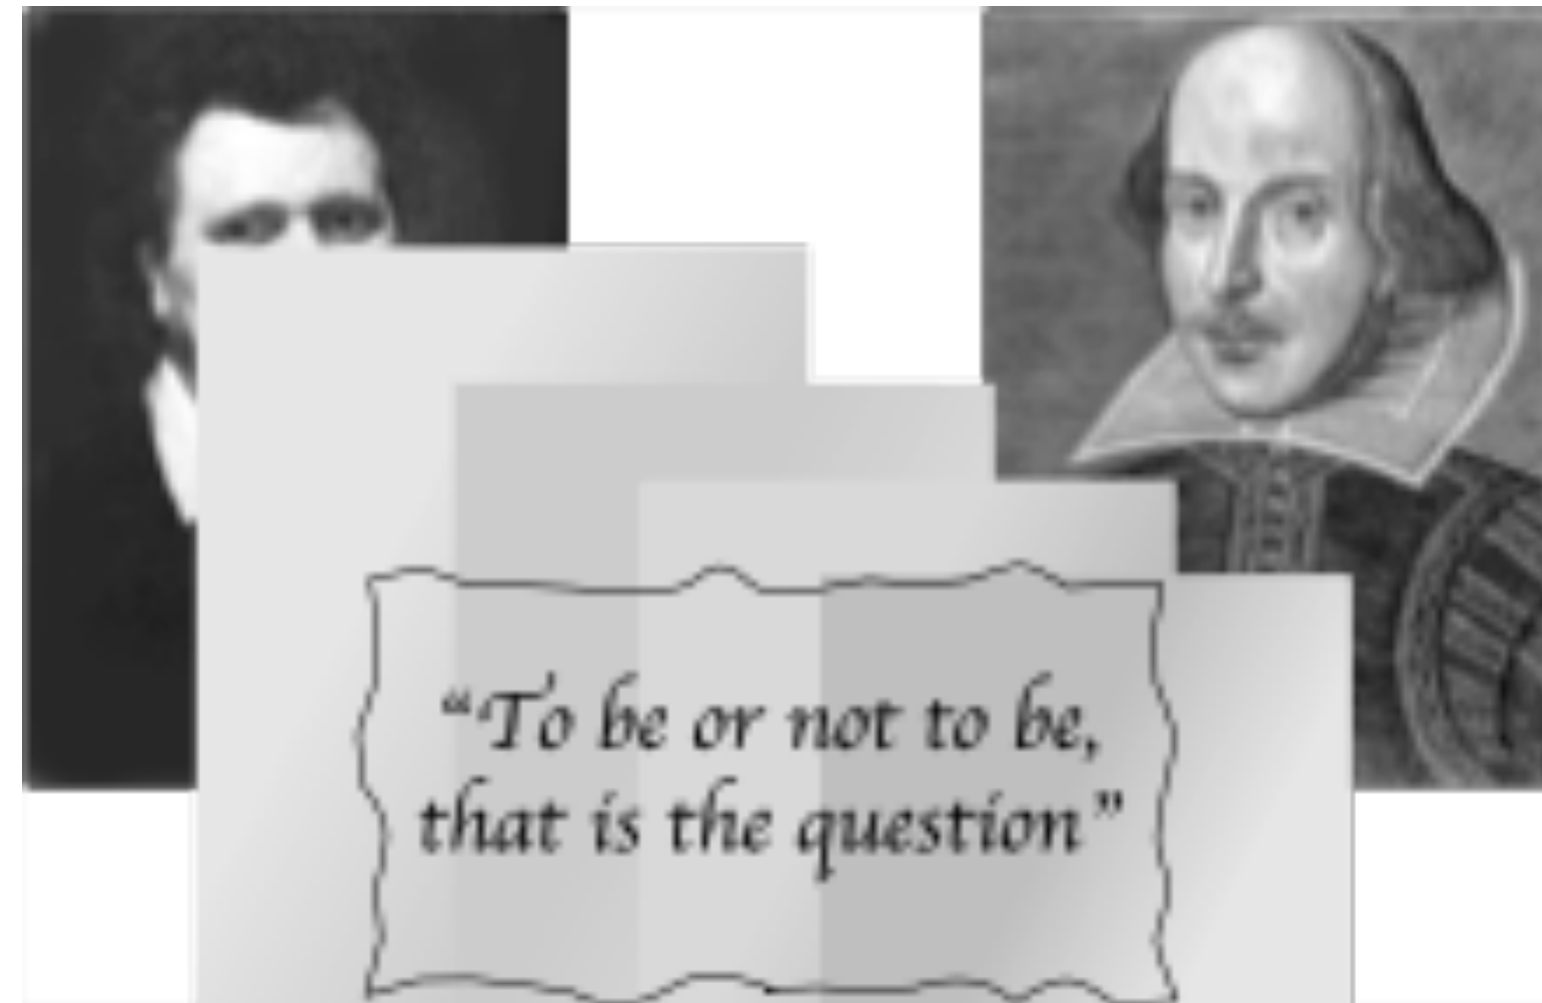 “To be or not to be,
that is the question”